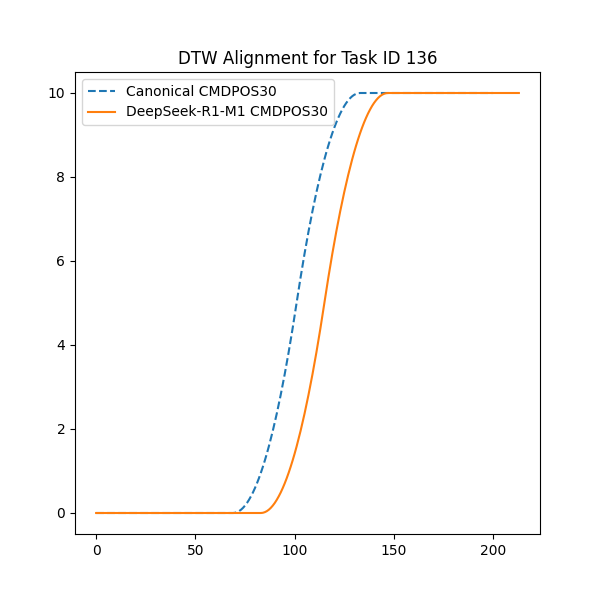 DTW Alignment for Task ID 136
Canonical CMDPOS30
DeepSeek-R1-M1 CMDPOS30
10
8
6
4
2
0
0 50 100 150 200